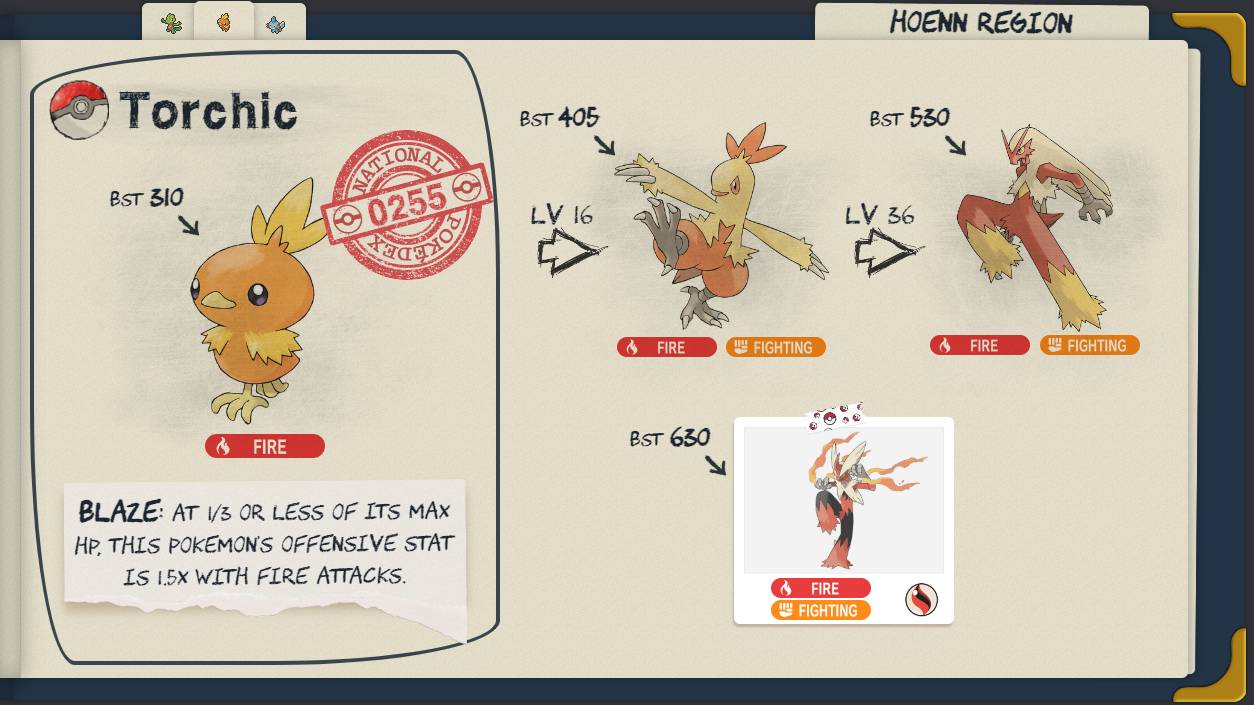 HOENN REGION
Torchic
NATIONAL
0255
POKÉDEX
BST 310
FIRE
BLAZE: AT 1/3 OR LESS OF ITS MAX
HP, THIS POKEMON'S OFFENSIVE STAT
IS 1.5X WITH FIRE ATTACKS.
BST 405
LV 16
FIRE
FIGHTING
BST 530
LV 36
FIRE
FIGHTING
BST 630
FIRE
FIGHTING